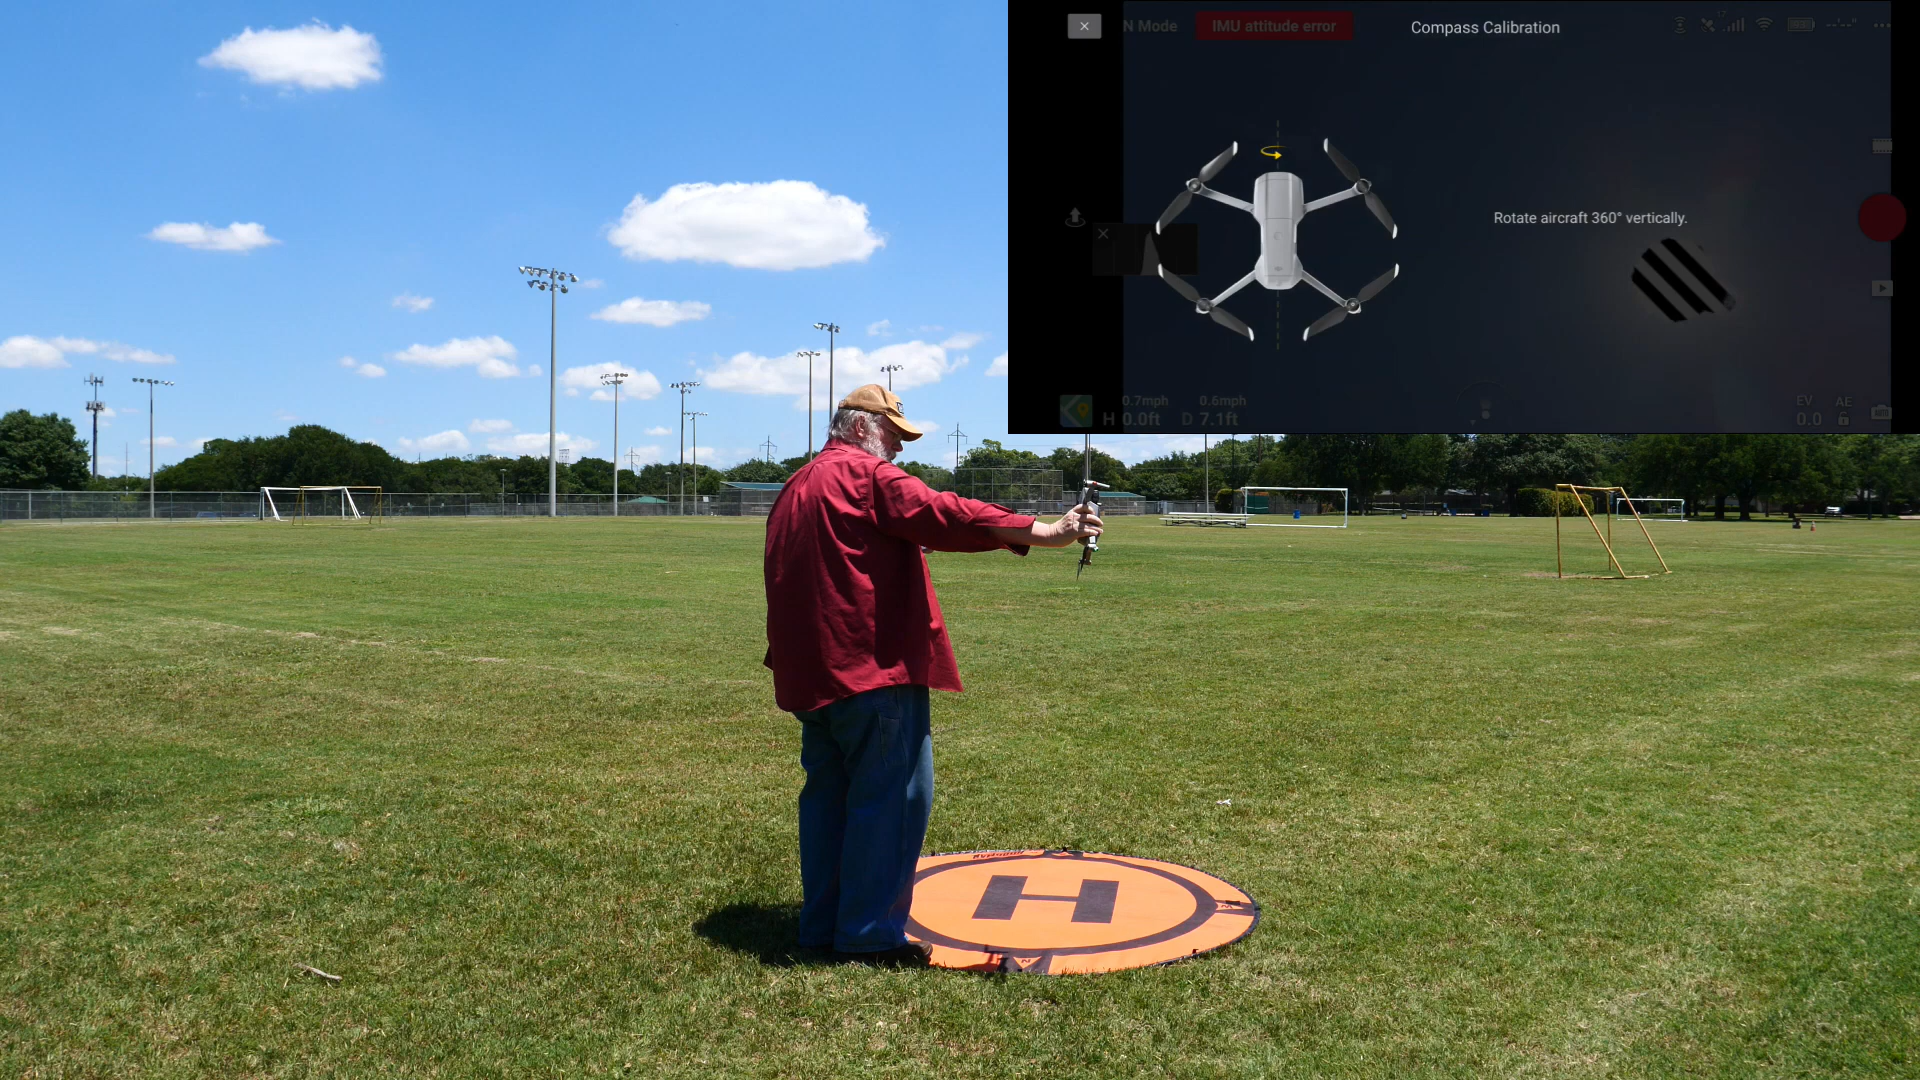 N Mode
IMU attitude error
Compass Calibration
17
Rotate aircraft 360° vertically.
0.7mph
0.6mph
H 0.0ft
D 7.1ft
EV
AE
0.0
H
N
W